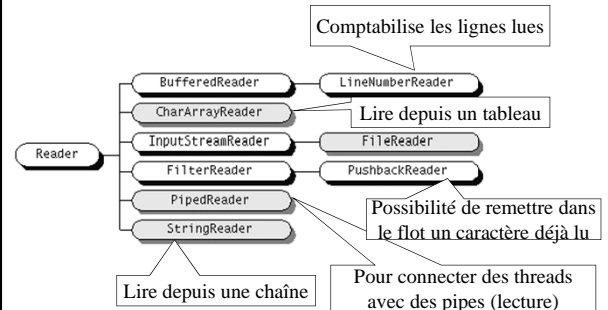 Comptabilise les lignes lues
BufferedReader
LineNumberReader
CharArrayReader
Lire depuis un tableau
InputStreamReader
FileReader
Reader
FilterReader
PushbackReader
PipedReader
Possibilité de remettre dans
le flot un caractère déjà lu
StringReader
Lire depuis une chaîne
Pour connecter des threads
avec des pipes (lecture)